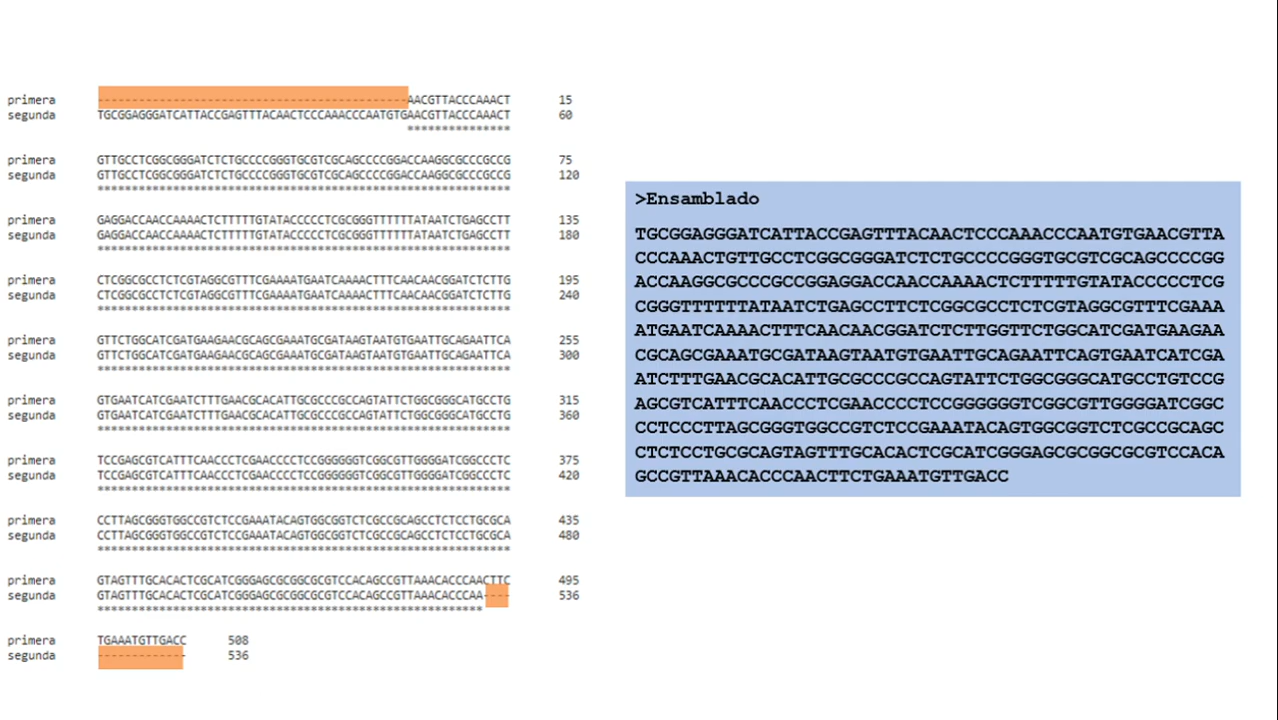 primera ---------------------------------------------AACGTTACCCAAACT 15
segunda TGCGGAGGGATCATTACCGAGTTTACAACTCCCAAACCCAATGTGAACGTTACCCAAACT 60
***************
primera GTTGCCTCGGCGGGATCTCTGCCCCGGGTGCGTCGCAGCCCCGGACCAAGGCGCCCGCCG 75
segunda GTTGCCTCGGCGGGATCTCTGCCCCGGGTGCGTCGCAGCCCCGGACCAAGGCGCCCGCCG 120
************************************************************
primera GAGGACCAACCAAAACTCTTTTTGTATACCCCCTCGCGGGTTTTTTATAATCTGAGCCTT 135
segunda GAGGACCAACCAAAACTCTTTTTGTATACCCCCTCGCGGGTTTTTTATAATCTGAGCCTT 180
************************************************************
primera CTCGGCGCCTCTCGTAGGCGTTTCGAAAATGAATCAAAACTTTCAACAACGGATCTCTTG 195
segunda CTCGGCGCCTCTCGTAGGCGTTTCGAAAATGAATCAAAACTTTCAACAACGGATCTCTTG 240
************************************************************
primera GTTCTGGCATCGATGAAGAACGCAGCGAAATGCGATAAGTAATGTGAATTGCAGAATTCA 255
segunda GTTCTGGCATCGATGAAGAACGCAGCGAAATGCGATAAGTAATGTGAATTGCAGAATTCA 300
************************************************************
primera GTGAATCATCGAATCTTTGAACGCACATTGCGCCCGCCAGTATTCTGGCGGGCATGCCTG 315
segunda GTGAATCATCGAATCTTTGAACGCACATTGCGCCCGCCAGTATTCTGGCGGGCATGCCTG 360
************************************************************
primera TCCGAGCGTCATTTCAACCCTCGAACCCCTCCGGGGGGTCGGCGTTGGGGATCGGCCCTC 375
segunda TCCGAGCGTCATTTCAACCCTCGAACCCCTCCGGGGGGTCGGCGTTGGGGATCGGCCCTC 420
************************************************************
primera CCTTAGCGGGTGGCCGTCTCCGAAATACAGTGGCGGTCTCGCCGCAGCCTCTCCTGCGCA 435
segunda CCTTAGCGGGTGGCCGTCTCCGAAATACAGTGGCGGTCTCGCCGCAGCCTCTCCTGCGCA 480
************************************************************
primera GTAGTTTGCACACTCGCATCGGGAGCGCGGCGCGTCCACAGCCGTTAAACACCCAACTTC 495
segunda GTAGTTTGCACACTCGCATCGGGAGCGCGGCGCGTCCACAGCCGTTAAACACCCAA---- 536
********************************************************
primera TGAAATGTTGACC 508
segunda ------------- 536
>Ensamblado
TGCGGAGGGATCATTACCGAGTTTACAACTCCCAAACCCAATGTGAACGTTA
CCCAAACTGTTGCCTCGGCGGGATCTCTGCCCCGGGTGCGTCGCAGCCCCGG
ACCAAGGCGCCCGCCGGAGGACCAACCAAAACTCTTTTTGTATACCCCCTCG
CGGGTTTTTTATAATCTGAGCCTTCTCGGCGCCTCTCGTAGGCGTTTCGAAA
ATGAATCAAAACTTTCAACAACGGATCTCTTGGTTCTGGCATCGATGAAGAA
CGCAGCGAAATGCGATAAGTAATGTGAATTGCAGAATTCAGTGAATCATCGA
ATCTTTGAACGCACATTGCGCCCGCCAGTATTCTGGCGGGCATGCCTGTCCG
AGCGTCATTTCAACCCTCGAACCCCTCCGGGGGGTCGGCGTTGGGGATCGGC
CCTCCCTTAGCGGGTGGCCGTCTCCGAAATACAGTGGCGGTCTCGCCGCAGC
CTCTCCTGCGCAGTAGTTTGCACACTCGCATCGGGAGCGCGGCGCGTCCACA
GCCGTTAAACACCCAACTTCTGAAATGTTGACC